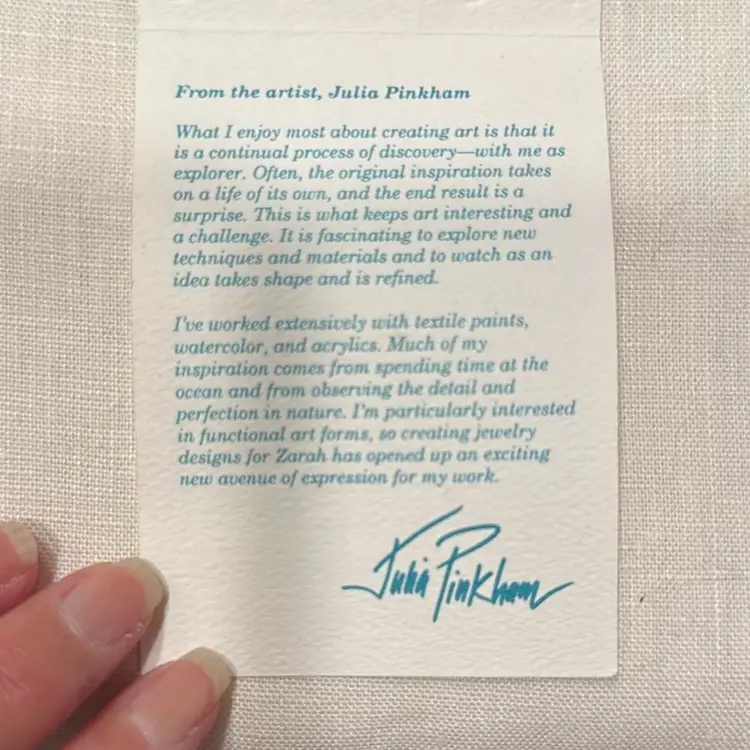 From the artist, Julia Pinkham
What I enjoy most about creating art is that it
is a continual process of discovery—with me as
explorer. Often, the original inspiration takes
on a life of its own, and the end result is a
surprise. This is what keeps art interesting and
a challenge. It is fascinating to explore new
techniques and materials and to watch as an
idea takes shape and is refined.
I've worked extensively with textile paints,
watercolor, and acrylics. Much of my
inspiration comes from spending time at the
ocean and from observing the detail and
perfection in nature. I'm particularly interested
in functional art forms, so creating jewelry
designs for Zarah has opened up an exciting
new avenue of expression for my work.
Julia Pinkham